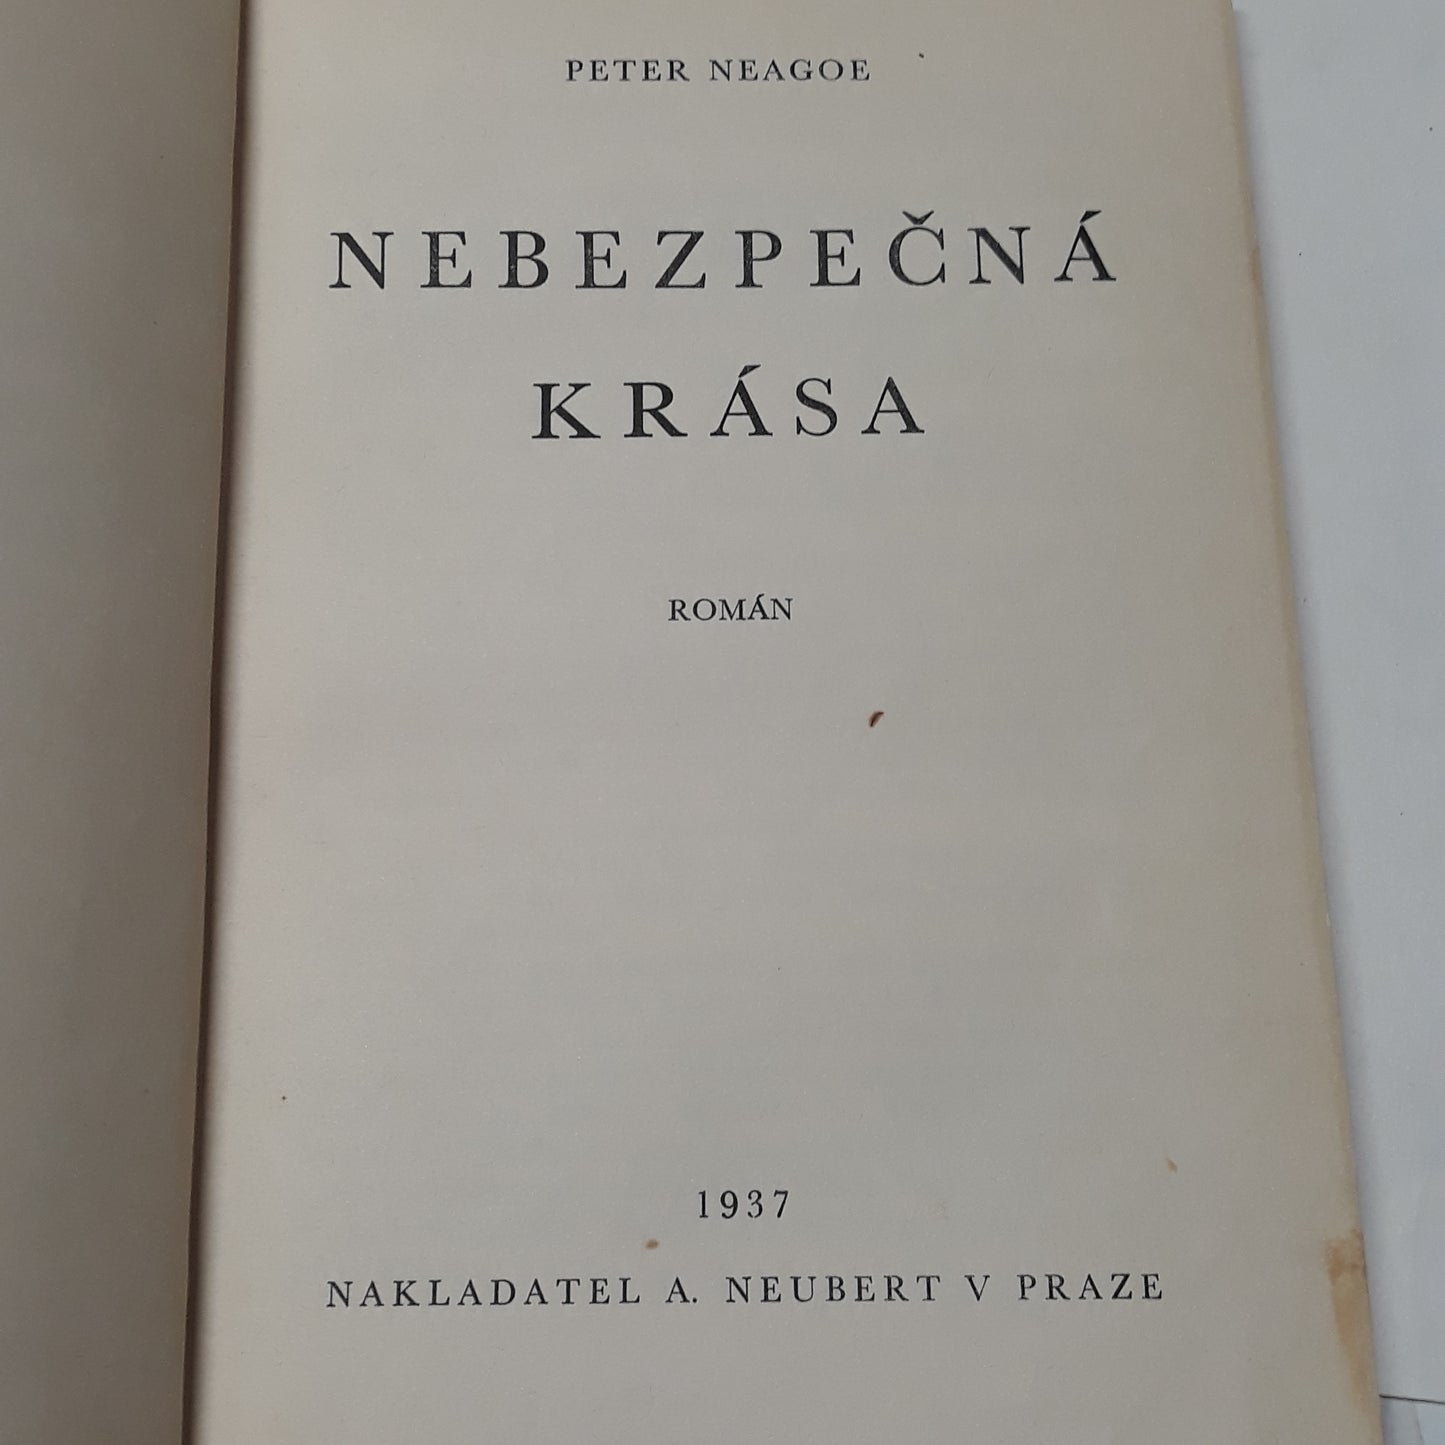 PETER NEAGOE
NEBEZPEČNÁ
KRÁSA
ROMÁN
1937
NAKLADATEL A. NEUBERT V PRAZE